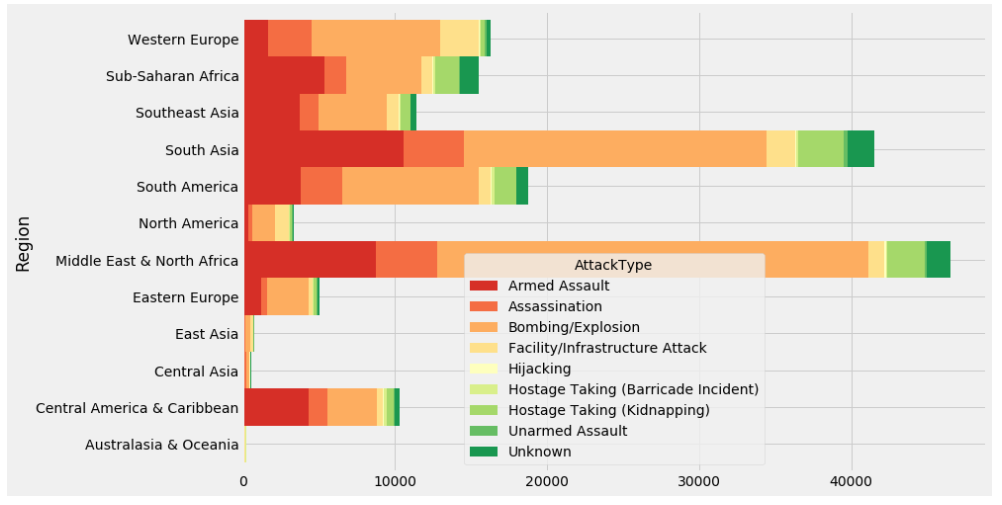 Region
Western Europe
Sub-Saharan Africa
Southeast Asia
South Asia
South America
North America
Middle East & North Africa
Eastern Europe
East Asia
Central Asia
Central America & Caribbean
Australasia & Oceania
AttackType
Armed Assault
Assassination
Bombing/Explosion
Facility/Infrastructure Attack
Hijacking
Hostage Taking (Barricade Incident)
Hostage Taking (Kidnapping)
Unarmed Assault
Unknown
0 10000 20000 30000 40000